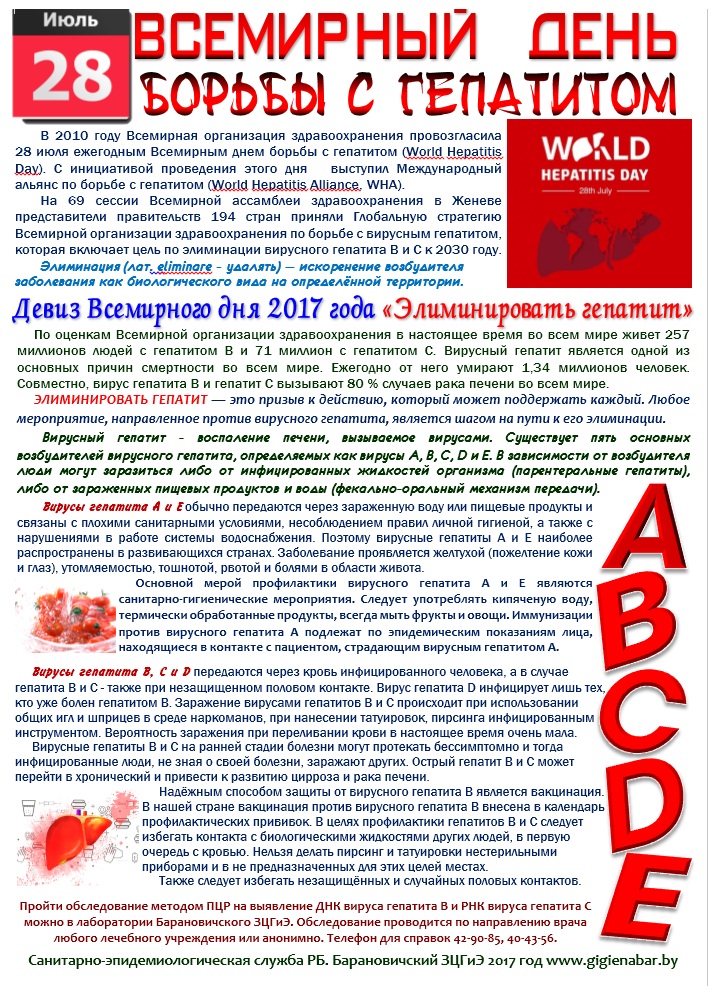 Июль
28
ВСЕМИРНЫЙ ДЕНЬ
БОРЬБЫ С ГЕПАТИТОМ
В 2010 году Всемирная организация здравоохранения провозгласила
28 июля ежегодным Всемирным днем борьбы с гепатитом (World Hepatitis
Day). С инициативой проведения этого дня выступил Международный
альянс по борьбе с гепатитом (World Hepatitis Alliance, WHA).
На 69 сессии Всемирной ассамблеи здравоохранения в Женеве
представители правительств 194 стран приняли Глобальную стратегию
Всемирной организации здравоохранения по борьбе с вирусным гепатитом,
которая включает цель по элиминации вирусного гепатита В и С к 2030 году.
Элиминация (лат. eliminare - удалять) — искоренение возбудителя
заболевания как биологического вида на определённой территории.
WORLD
HEPATITIS DAY
28th July
Девиз Всемирного дня 2017 года «Элиминировать гепатит»
По оценкам Всемирной организации здравоохранения в настоящее время во всем мире живет 257
миллионов людей с гепатитом В и 71 миллион с гепатитом С. Вирусный гепатит является одной из
основных причин смертности во всем мире. Ежегодно от него умирают 1,34 миллионов человек.
Совместно, вирус гепатита В и гепатит С вызывают 80 % случаев рака печени во всем мире.
ЭЛИМИНИРОВАТЬ ГЕПАТИТ — это призыв к действию, который может поддержать каждый. Любое
мероприятие, направленное против вирусного гепатита, является шагом на пути к его элиминации.
Вирусный гепатит - воспаление печени, вызываемое вирусами. Существует пять основных
возбудителей вирусного гепатита, определяемых как вирусы А, В, С, D и Е. В зависимости от возбудителя
люди могут заразиться либо от инфицированных жидкостей организма (парентеральные гепатиты),
либо от зараженных пищевых продуктов и воды (фекально-оральный механизм передачи).
Вирусы гепатита А и Е обычно передаются через зараженную воду или пищевые продукты и
связаны с плохими санитарными условиями, несоблюдением правил личной гигиеной, а также с
нарушениями в работе системы водоснабжения. Поэтому вирусные гепатиты А и Е наиболее
распространены в развивающихся странах. Заболевание проявляется желтухой (пожелтение кожи
и глаз), утомляемостью, тошнотой, рвотой и болями в области живота.
Основной мерой профилактики вирусного гепатита А и Е являются
санитарно-гигиенические мероприятия. Следует употреблять кипяченую воду,
термически обработанные продукты, всегда мыть фрукты и овощи. Иммунизации
против вирусного гепатита А подлежат по эпидемическим показаниям лица,
находящиеся в контакте с пациентом, страдающим вирусным гепатитом А.
Вирусы гепатита В, С и D передаются через кровь инфицированного человека, а в случае
гепатита В и С - также при незащищенном половом контакте. Вирус гепатита D инфицирует лишь тех,
кто уже болен гепатитом В. Заражение вирусами гепатитов В и С происходит при использовании
общих игл и шприцев в среде наркоманов, при нанесении татуировок, пирсинга инфицированным
инструментом. Вероятность заражения при переливании крови в настоящее время очень мала.
Вирусные гепатиты В и С на ранней стадии болезни могут протекать бессимптомно и тогда
инфицированные люди, не зная о своей болезни, заражают других. Острый гепатит В и С может
перейти в хронический и привести к развитию цирроза и рака печени.
Надёжным способом защиты от вирусного гепатита В является вакцинация.
В нашей стране вакцинация против вирусного гепатита В внесена в календарь
профилактических прививок. В целях профилактики гепатитов В и С следует
избегать контакта с биологическими жидкостями других людей, в первую
очередь с кровью. Нельзя делать пирсинг и татуировки нестерильными
приборами и в не предназначенных для этих целей местах.
Также следует избегать незащищённых и случайных половых контактов.
A
B
C
D
E
Пройти обследование методом ПЦР на выявление ДНК вируса гепатита В и РНК вируса гепатита С
можно в лаборатории Барановичского ЗЦГиЭ. Обследование проводится по направлению врача
любого лечебного учреждения или анонимно. Телефон для справок 42-90-85, 40-43-56.
Санитарно-эпидемиологическая служба РБ. Барановичский ЗЦГиЭ 2017 год www.gigienabar.by